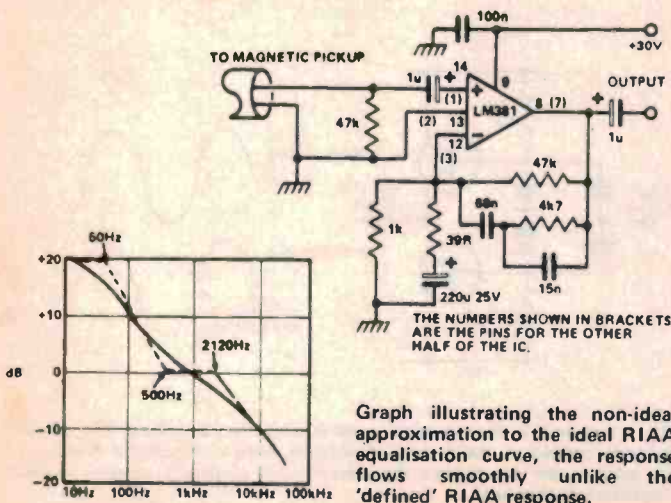 100n
+30V
TO MAGNETIC PICKUP
1u
+
14
+
9
(1)
LM381
8 (7)
OUTPUT
+
1u
47k
(2)
13
−
12
(3)
47k
68n
4k7
15n
1k
39R
+
220u 25V
THE NUMBERS SHOWN IN BRACKETS
ARE THE PINS FOR THE OTHER
HALF OF THE IC.
60Hz
+20
+10
dB
0
-10
-20
2120Hz
500Hz
10Hz
100Hz
1kHz
10kHz
100kHz
Graph illustrating the non-ideal
approximation to the ideal RIAA
equalisation curve, the response
flows smoothly unlike the
'defined' RIAA response.